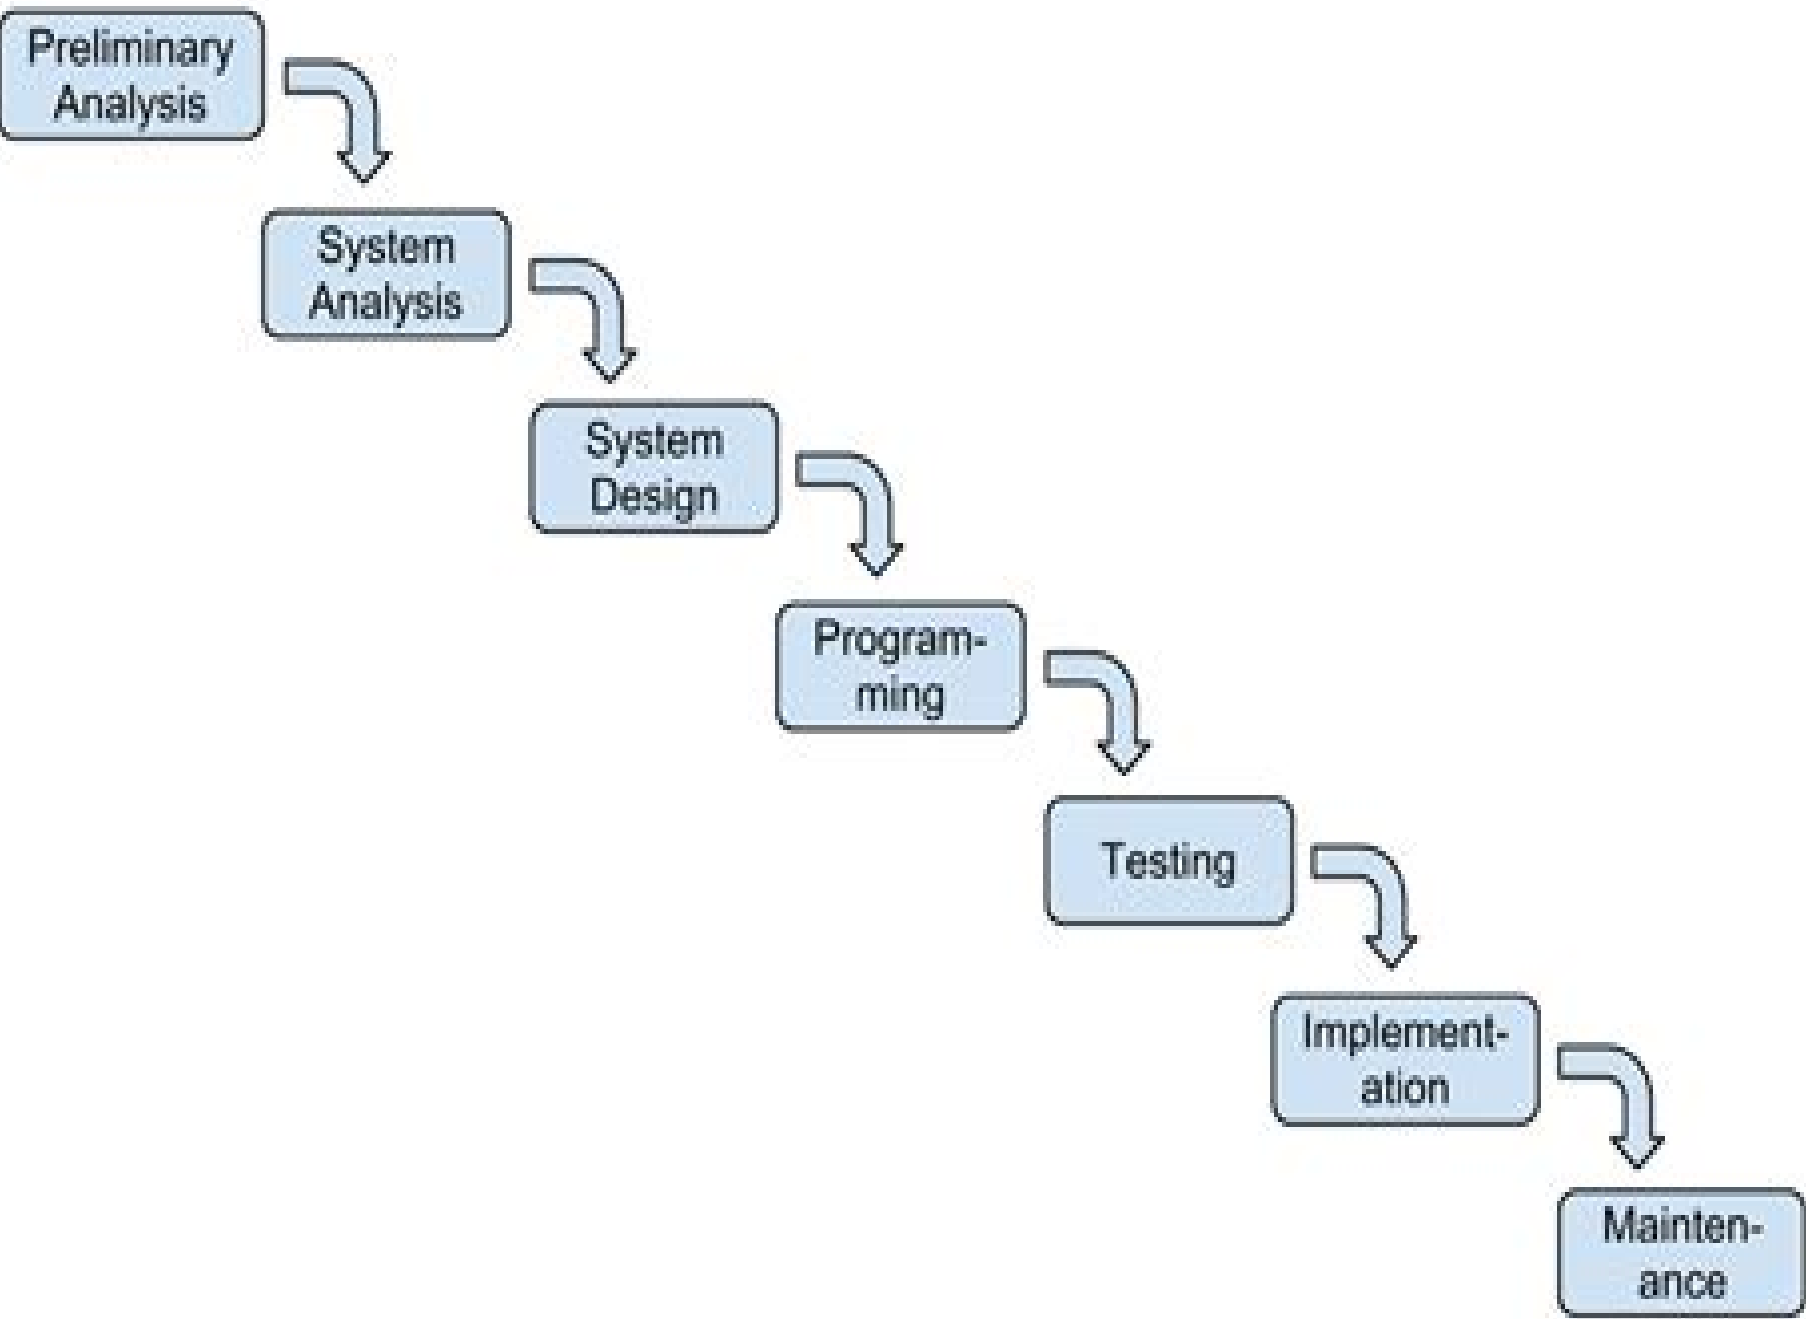 Preliminary
Analysis
System
Analysis
System
Design
Program-
ming
Testing
Implement-
ation
Mainten-
ance